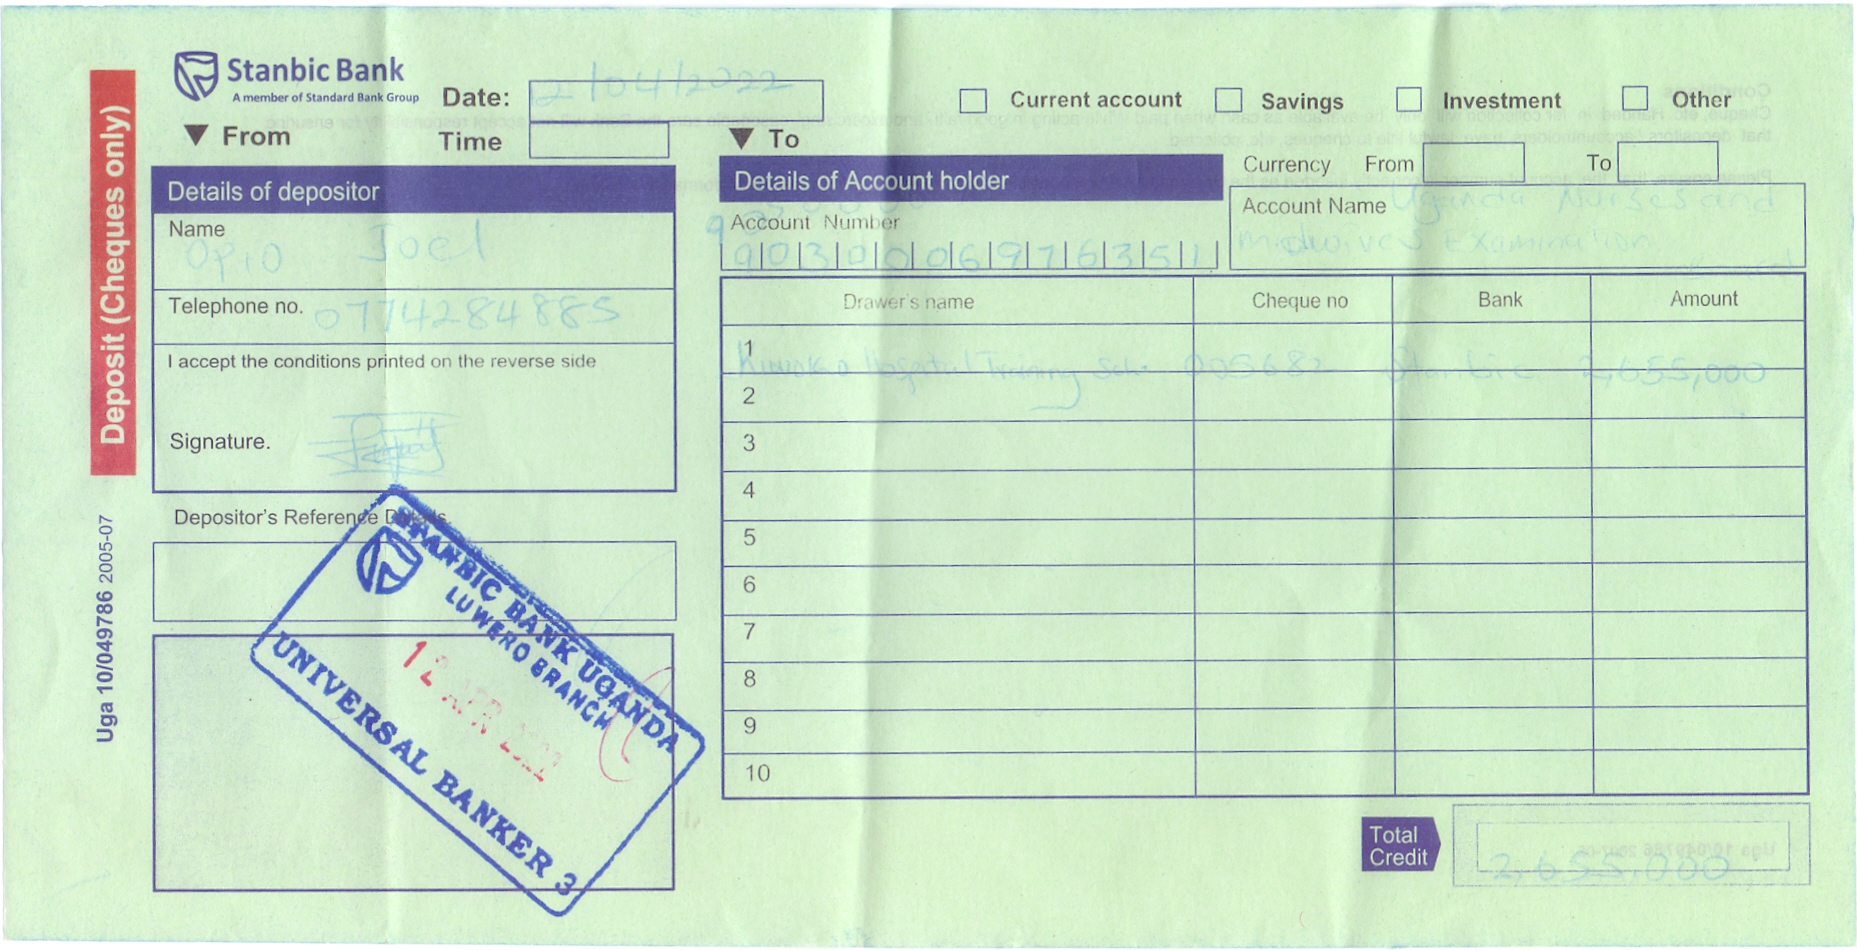 Stanbic Bank
A member of Standard Bank Group
Date: 12/04/2022
Time
From
Details of depositor
Name
Opio Joel
Telephone no. 0774284885
I accept the conditions printed on the reverse side
Signature.
Depositor's Reference Details.
STANBIC BANK UGANDA
LUWERO BRANCH
12 APR 2022
UNIVERSAL BANKER 3
Deposit (Cheques only)
Uga 10/049786 2005-07
Current account
Savings
Investment
Other
To
Currency From To
Details of Account holder
Account Number
9030006976351
Account Name Uganda Nurses and
Midwives Examination
Drawer's name Cheque no Bank Amount
1 Hospital Training Sch. 005682 Stanbic 2,655,000
2
3
4
5
6
7
8
9
10
Total
Credit
2,655,000